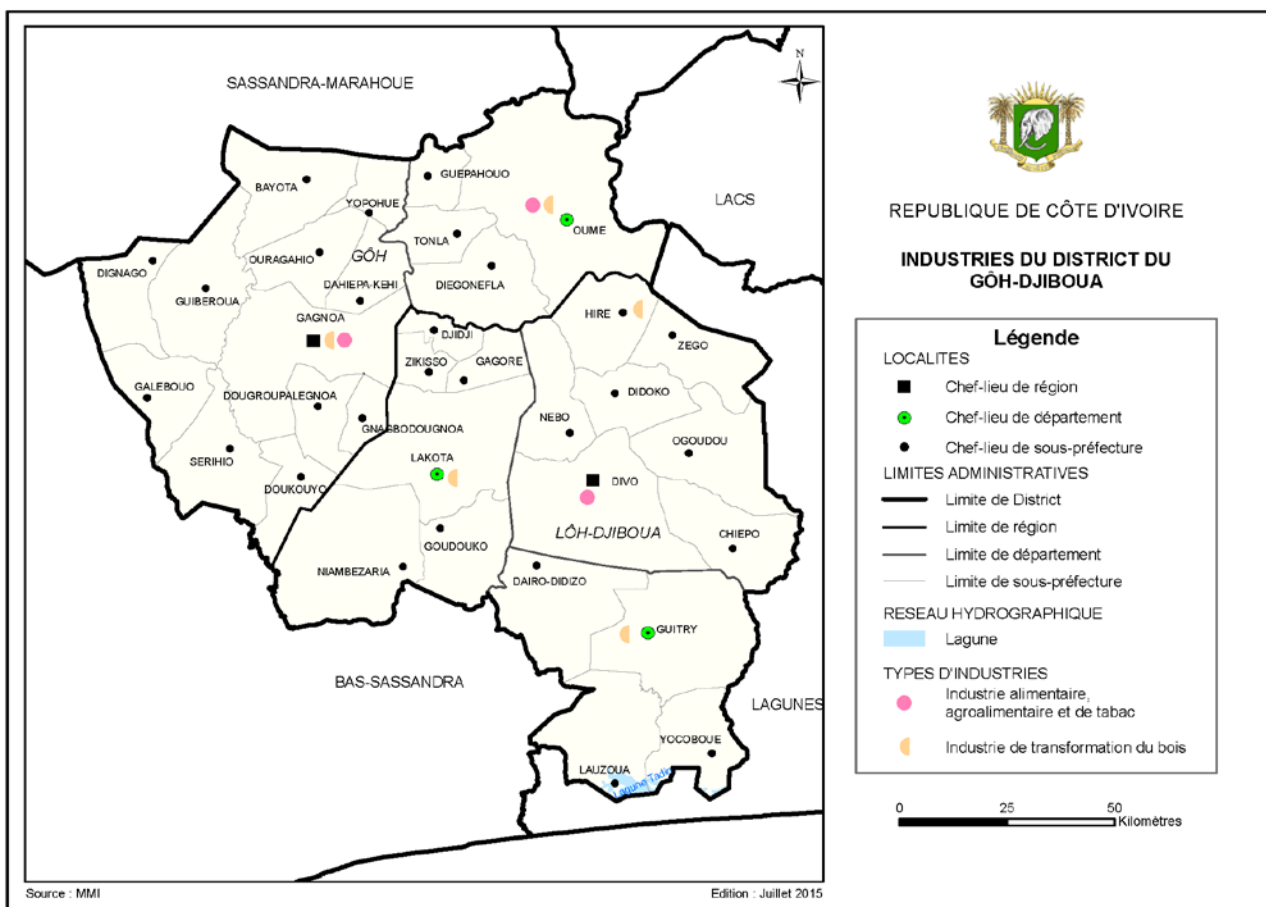 SASSANDRA-MARAHOUE
N
LACS
GUEPAHOUO
BAYOTA
YOPOHUE
OUME
TONLA
OURAGAHIO
GÔH
DIGNAGO
DIEGONEFLA
DAHIEPA-KEHI
GUIBEROUA
GAGNOA
HIRE
DJIDJI
ZEGO
ZIKISSO
GAGORE
GALEBOUO
DOUGROUPALEGNOA
DIDOKO
NEBO
GNAGBODOUGNOA
OGOUDOU
LAKOTA
SERIHIO
DOUKOUYO
DIVO
LÔH-DJIBOUA
CHIEPO
GOUDOUKO
NIAMBEZARIA
DAIRO-DIDIZO
GUITRY
BAS-SASSANDRA
LAGUNES
YOCOBOUE
LAUZOUA
Source : MMI
Edition : Juillet 2015
REPUBLIQUE DE CÔTE D'IVOIRE
INDUSTRIES DU DISTRICT DU
GÔH-DJIBOUA
Légende
LOCALITES
Chef-lieu de région
Chef-lieu de département
Chef-lieu de sous-préfecture
LIMITES ADMINISTRATIVES
Limite de District
Limite de région
Limite de département
Limite de sous-préfecture
RESEAU HYDROGRAPHIQUE
Lagune
TYPES D'INDUSTRIES
Industrie alimentaire,
agroalimentaire et de tabac
Industrie de transformation du bois
0 25 50
Kilomètres